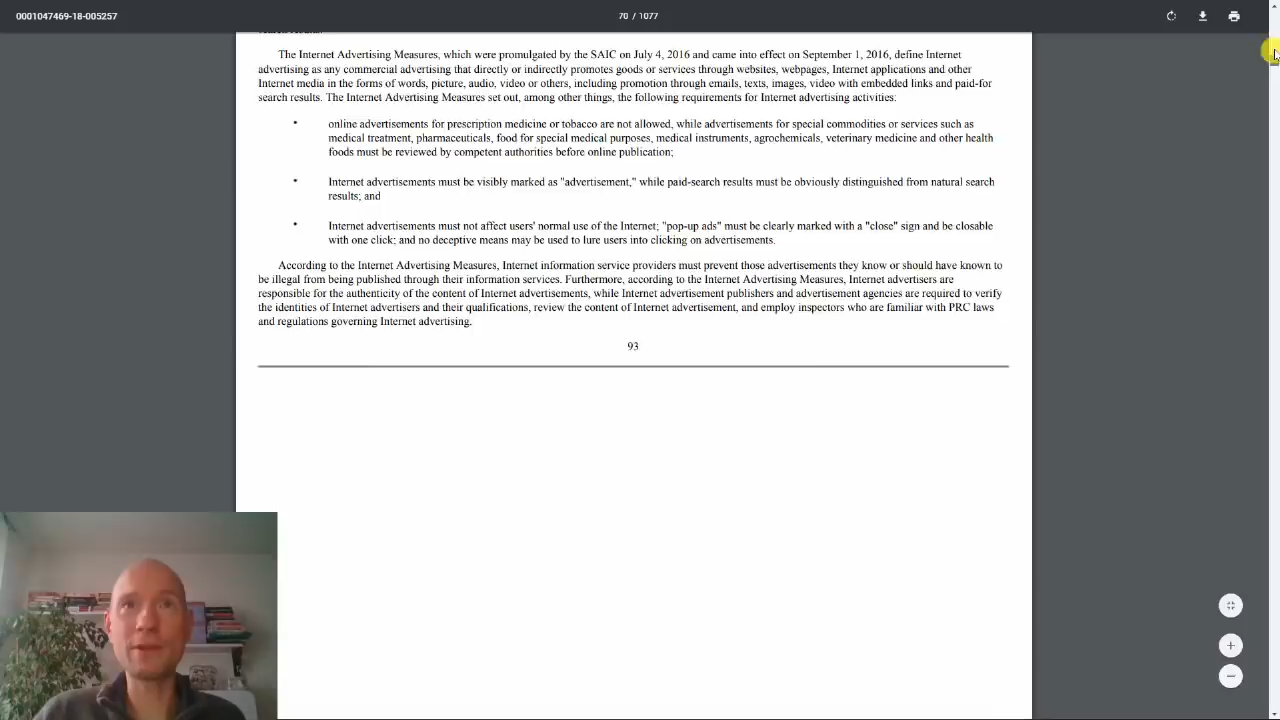 0001047469-18-005257
70 / 1077
The Internet Advertising Measures, which were promulgated by the SAIC on July 4, 2016 and came into effect on September 1, 2016, define Internet
advertising as any commercial advertising that directly or indirectly promotes goods or services through websites, webpages, Internet applications and other
Internet media in the forms of words, picture, audio, video or others, including promotion through emails, texts, images, video with embedded links and paid-for
search results. The Internet Advertising Measures set out, among other things, the following requirements for Internet advertising activities:
• online advertisements for prescription medicine or tobacco are not allowed, while advertisements for special commodities or services such as
medical treatment, pharmaceuticals, food for special medical purposes, medical instruments, agrochemicals, veterinary medicine and other health
foods must be reviewed by competent authorities before online publication;
• Internet advertisements must be visibly marked as "advertisement," while paid-search results must be obviously distinguished from natural search
results; and
• Internet advertisements must not affect users' normal use of the Internet; "pop-up ads" must be clearly marked with a "close" sign and be closable
with one click; and no deceptive means may be used to lure users into clicking on advertisements.
According to the Internet Advertising Measures, Internet information service providers must prevent those advertisements they know or should have known to
be illegal from being published through their information services. Furthermore, according to the Internet Advertising Measures, Internet advertisers are
responsible for the authenticity of the content of Internet advertisements, while Internet advertisement publishers and advertisement agencies are required to verify
the identities of Internet advertisers and their qualifications, review the content of Internet advertisement, and employ inspectors who are familiar with PRC laws
and regulations governing Internet advertising.
93